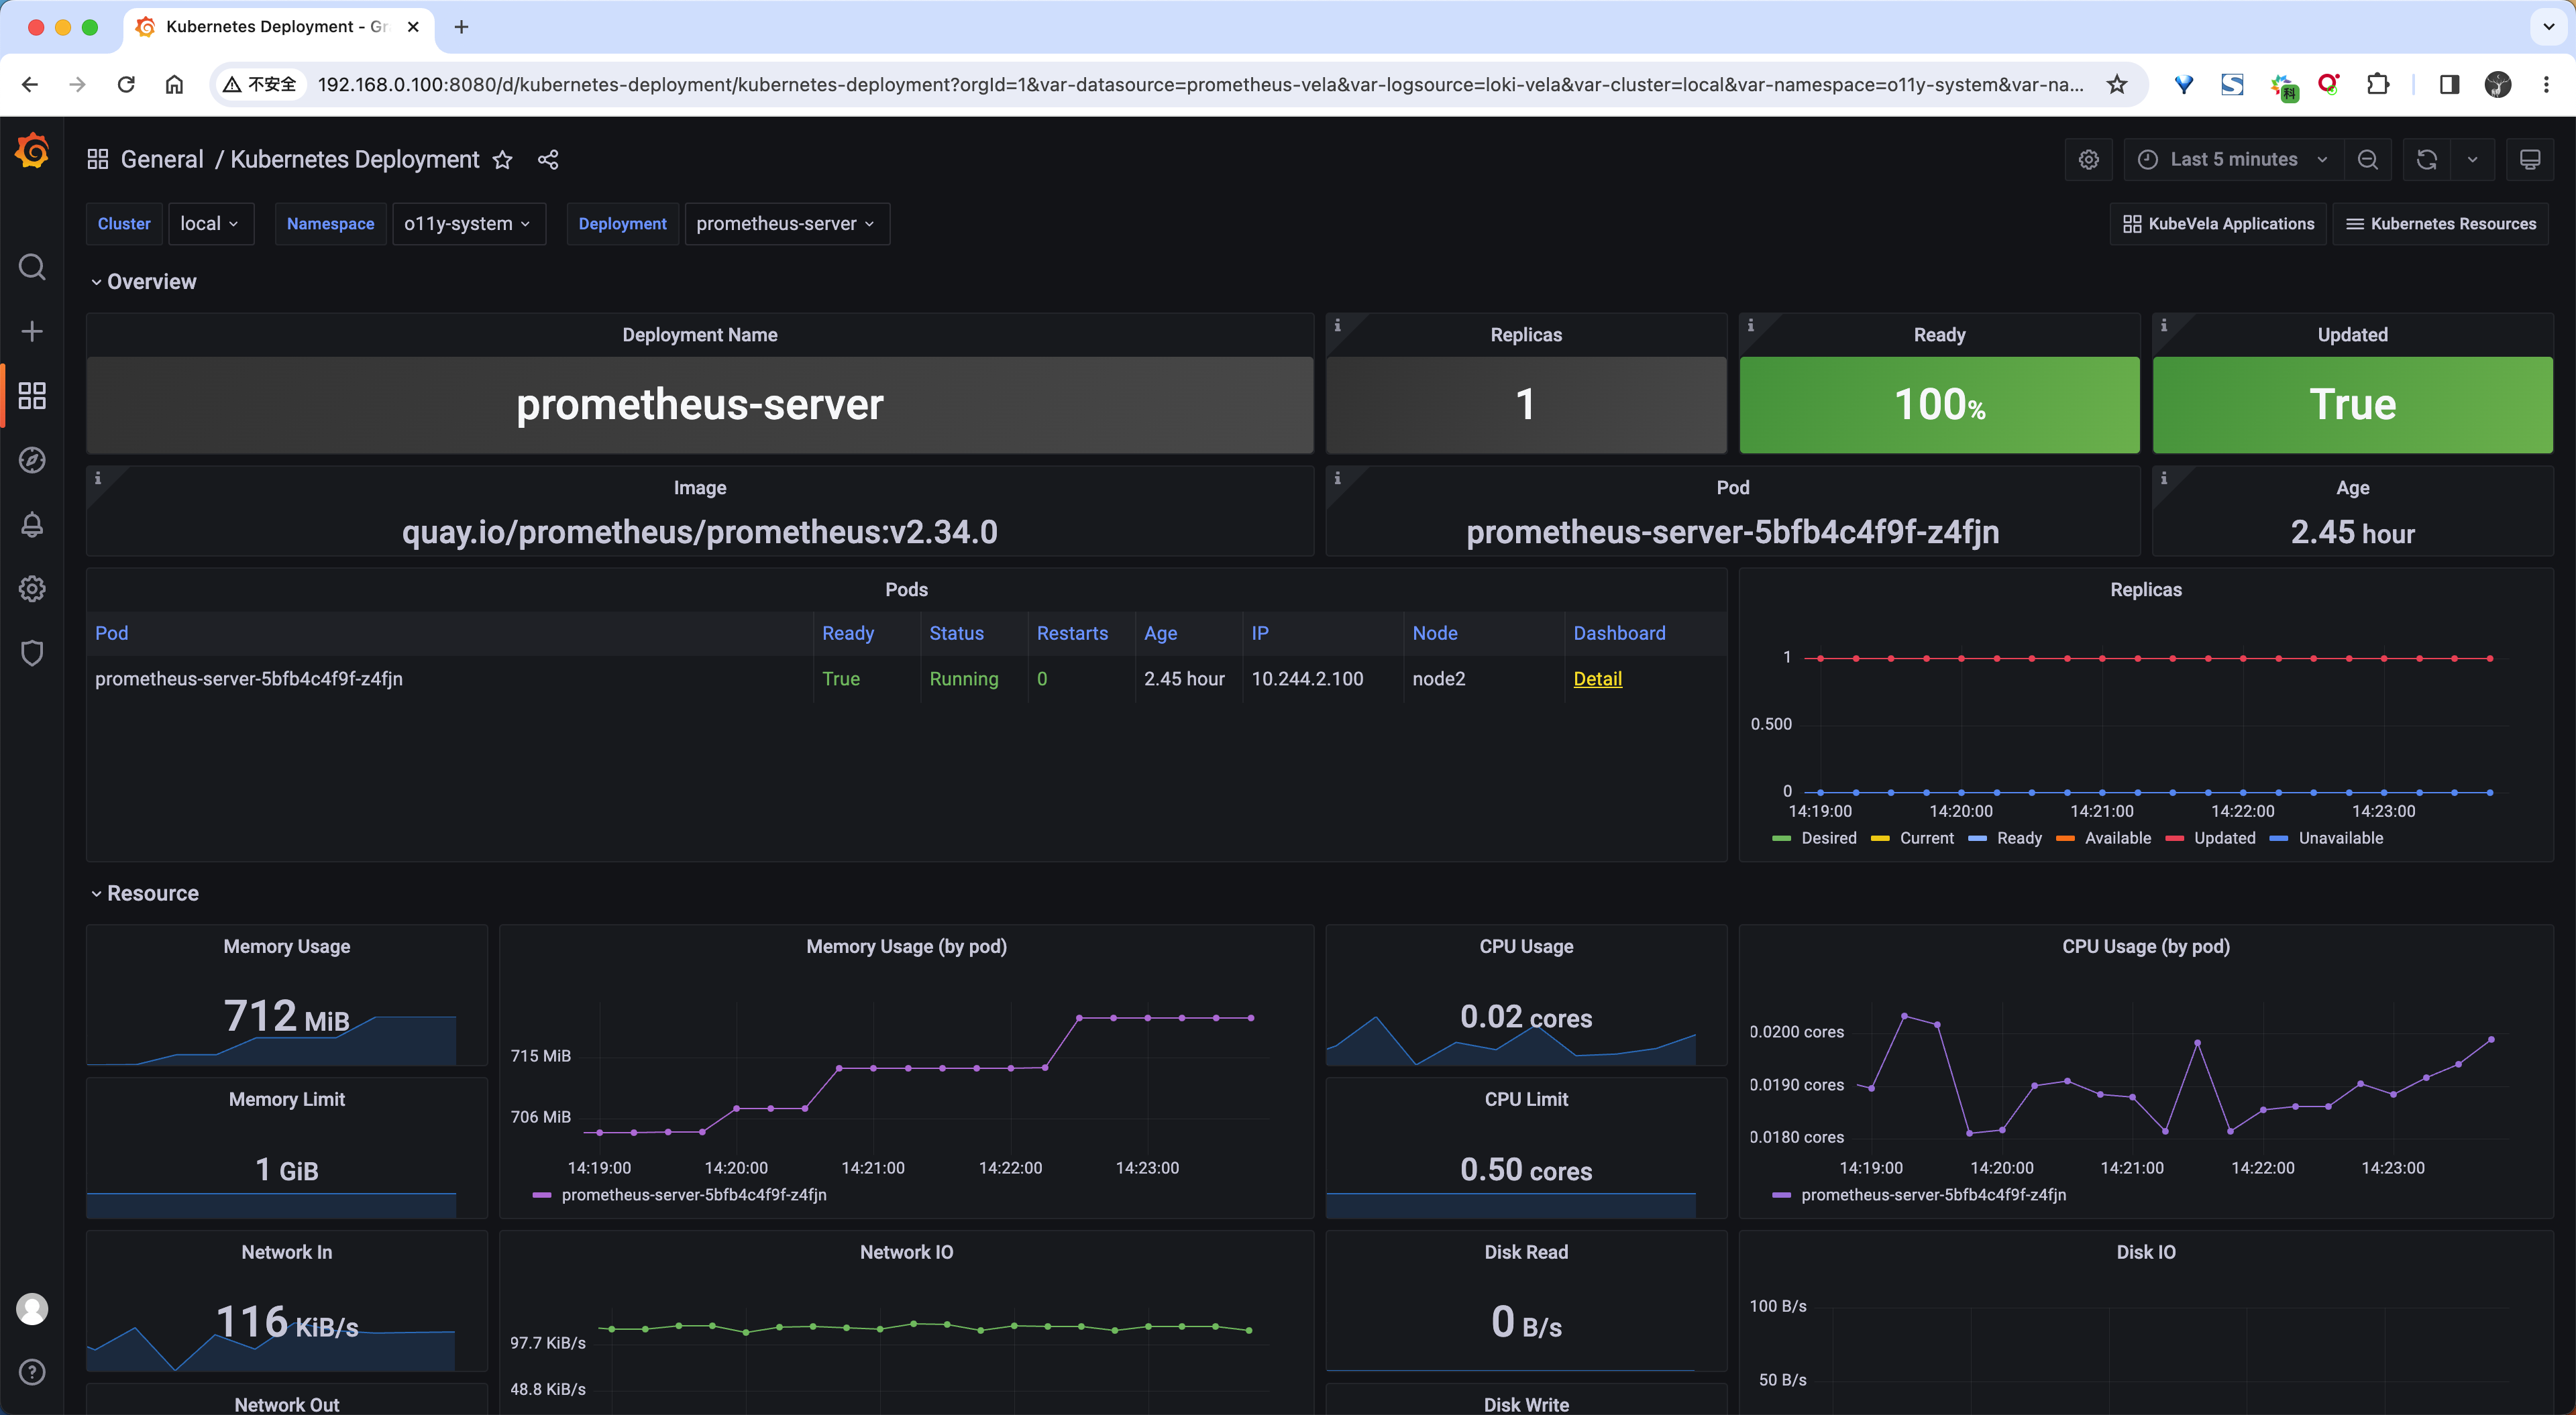 Kubernetes Deployment - Gr
不安全
192.168.0.100:8080/d/kubernetes-deployment/kubernetes-deployment?orgId=1&var-datasource=prometheus-vela&var-logsource=loki-vela&var-cluster=local&var-namespace=o11y-system&var-na...
科
General / Kubernetes Deployment
Last 5 minutes
Cluster local Namespace o11y-system Deployment prometheus-server
KubeVela Applications
Kubernetes Resources
Overview
Deployment Name
prometheus-server
Replicas
1
Ready
100%
Updated
True
Image
quay.io/prometheus/prometheus:v2.34.0
Pod
prometheus-server-5bfb4c4f9f-z4fjn
Age
2.45 hour
Pods
Pod Ready Status Restarts Age IP Node Dashboard
prometheus-server-5bfb4c4f9f-z4fjn True Running 0 2.45 hour 10.244.2.100 node2 Detail
Replicas
1
0.500
0
14:19:00 14:20:00 14:21:00 14:22:00 14:23:00
Desired Current Ready Available Updated Unavailable
Resource
Memory Usage
712 MiB
Memory Limit
1 GiB
Memory Usage (by pod)
715 MiB
706 MiB
14:19:00 14:20:00 14:21:00 14:22:00 14:23:00
prometheus-server-5bfb4c4f9f-z4fjn
CPU Usage
0.02 cores
CPU Limit
0.50 cores
CPU Usage (by pod)
0.0200 cores
0.0190 cores
0.0180 cores
14:19:00 14:20:00 14:21:00 14:22:00 14:23:00
prometheus-server-5bfb4c4f9f-z4fjn
Network In
116 KiB/s
Network Out
Network IO
97.7 KiB/s
48.8 KiB/s
Disk Read
0 B/s
Disk Write
Disk IO
100 B/s
50 B/s